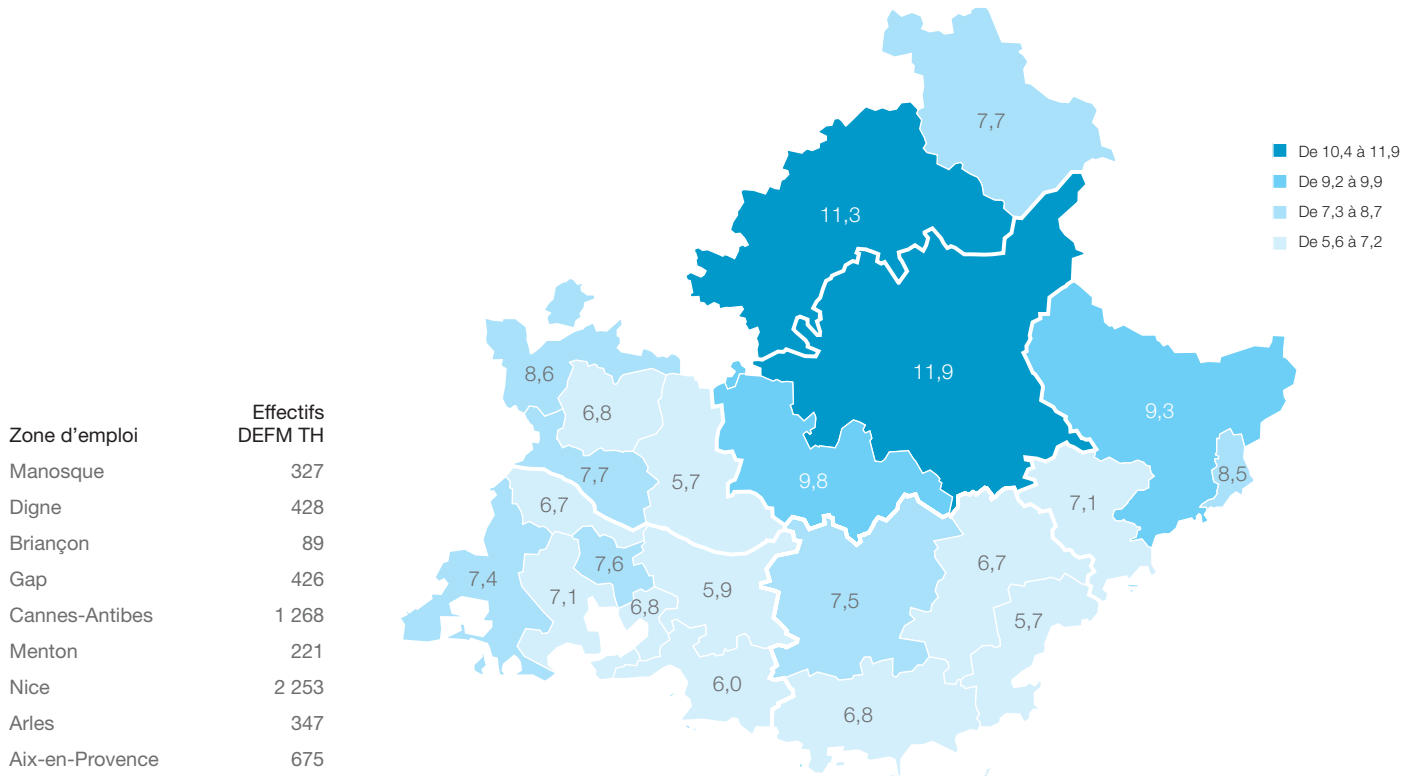 7,7
De 10,4 à 11,9
De 9,2 à 9,9
De 7,3 à 8,7
De 5,6 à 7,2
11,3
11,9
8,6
6,8
9,3
7,7
5,7
9,8
8,5
6,7
7,1
7,4
7,6
7,1
6,8
5,9
7,5
6,7
5,7
6,0
6,8
Zone d’emploi Effectifs DEFM TH
Manosque 327
Digne 428
Briançon 89
Gap 426
Cannes-Antibes 1 268
Menton 221
Nice 2 253
Arles 347
Aix-en-Provence 675